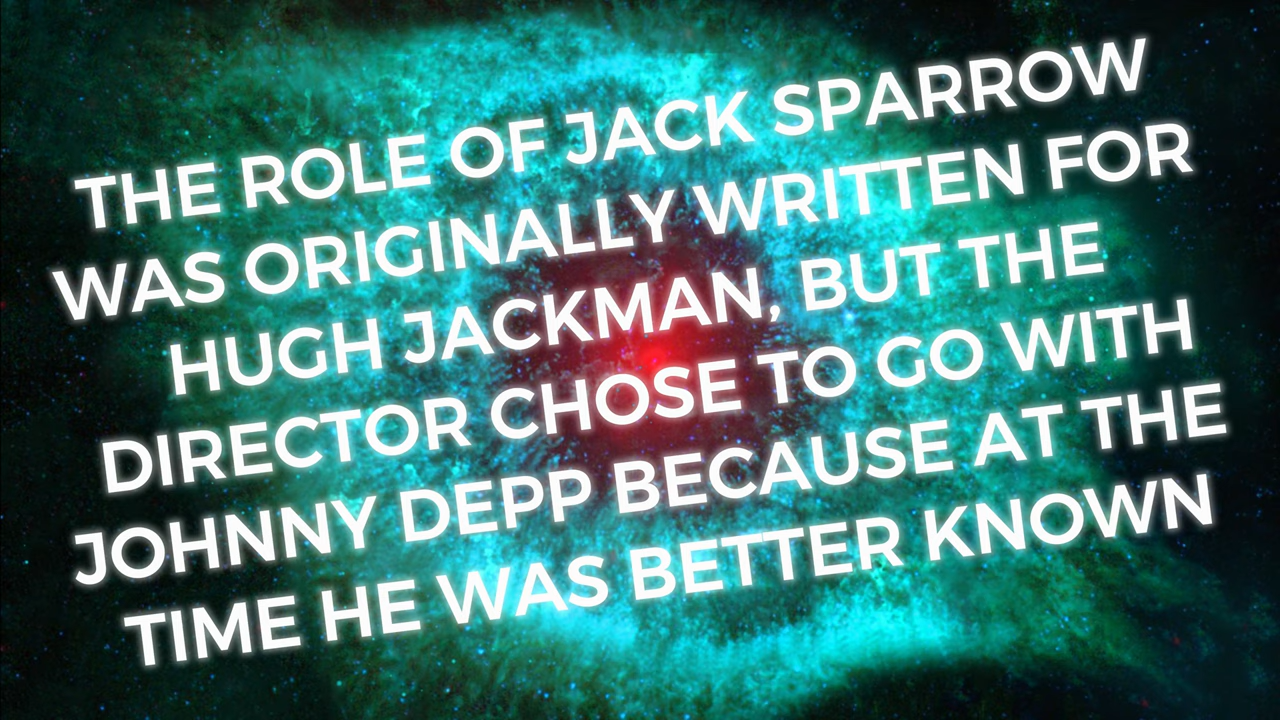 THE ROLE OF JACK SPARROW
WAS ORIGINALLY WRITTEN FOR
HUGH JACKMAN, BUT THE
DIRECTOR CHOSE TO GO WITH
JOHNNY DEPP BECAUSE AT THE
TIME HE WAS BETTER KNOWN